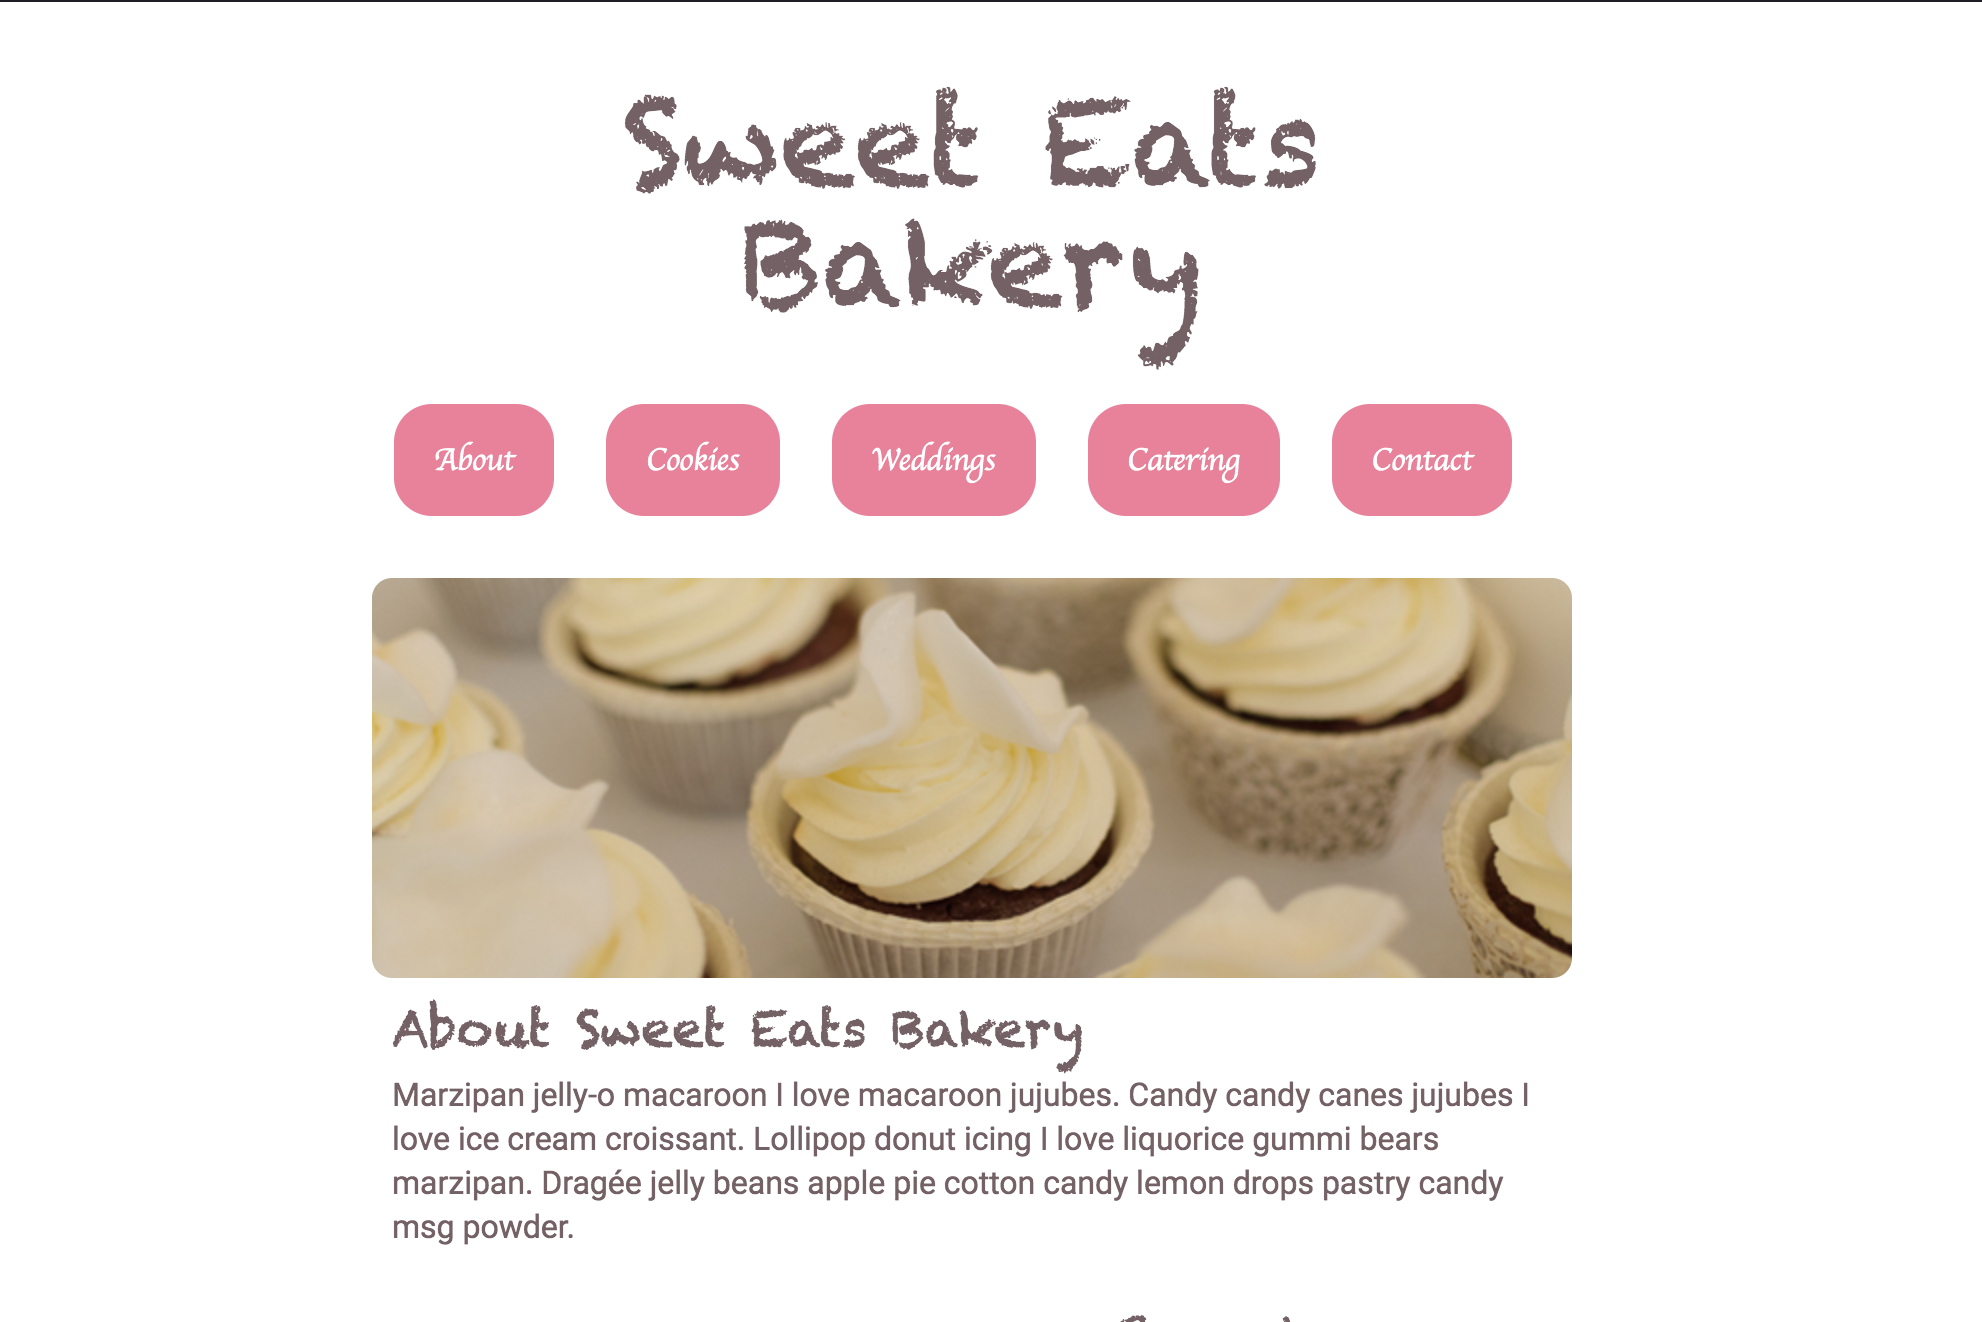 Sweet Eats
Bakery
About Cookies Weddings Catering Contact
About Sweet Eats Bakery
Marzipan jelly-o macaroon I love macaroon jujubes. Candy candy canes jujubes I
love ice cream croissant. Lollipop donut icing I love liquorice gummi bears
marzipan. Dragée jelly beans apple pie cotton candy lemon drops pastry candy
msg powder.